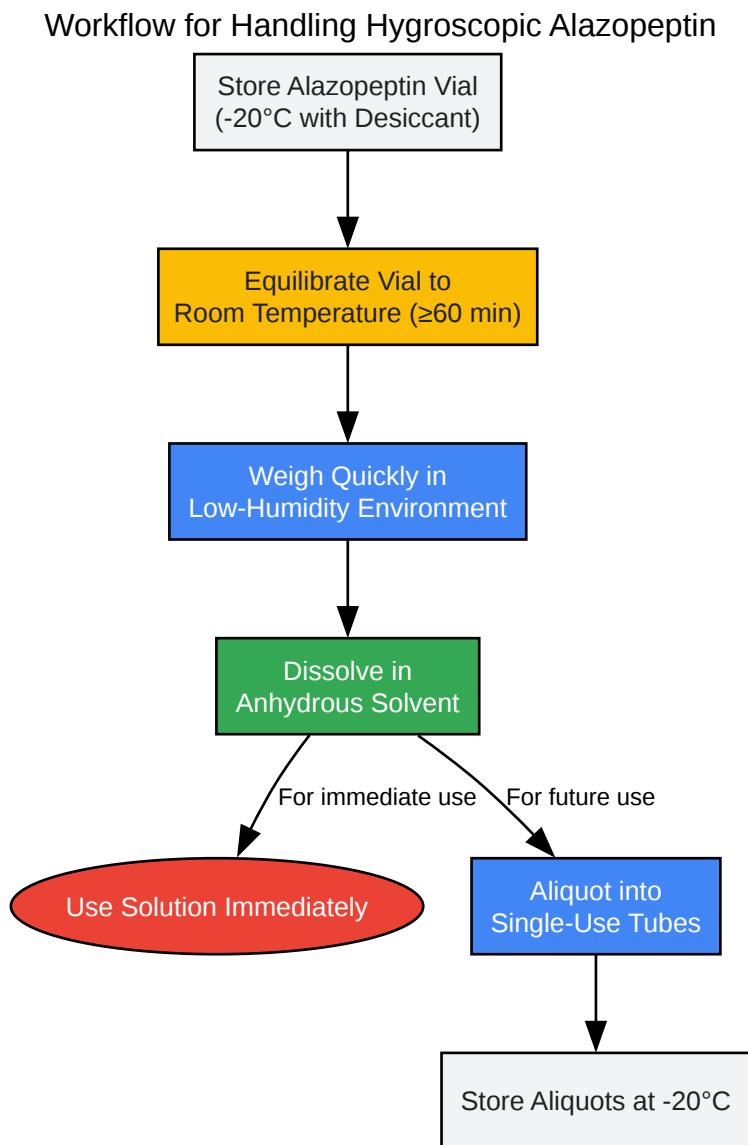 Workflow for Handling Hygroscopic Alazopeptin
Store Alazopeptin Vial
(-20°C with Desiccant)
Equilibrate Vial to
Room Temperature (≥60 min)
Weigh Quickly in
Low-Humidity Environment
Dissolve in
Anhydrous Solvent
For immediate use
For future use
Use Solution Immediately
Aliquot into
Single-Use Tubes
Store Aliquots at -20°C